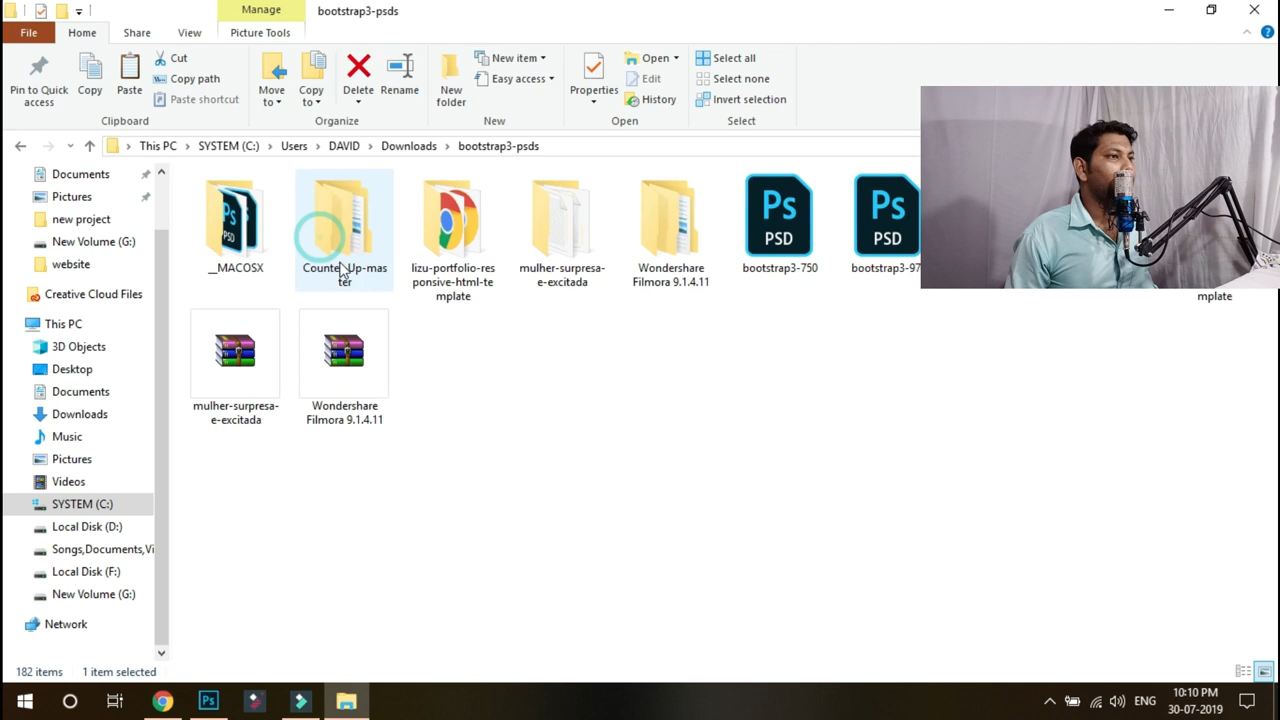 Manage
bootstrap3-psds
File
Home
Share
View
Picture Tools
Pin to Quick access
Copy
Paste
Cut
Copy path
Paste shortcut
Clipboard
Move to
Copy to
Delete
Rename
Organize
New folder
New item
Easy access
New
Properties
Open
Edit
History
Open
Select all
Select none
Invert selection
Select
This PC > SYSTEM (C:) > Users > DAVID > Downloads > bootstrap3-psds
Documents
Pictures
new project
New Volume (G:)
website
Creative Cloud Files
This PC
3D Objects
Desktop
Documents
Downloads
Music
Pictures
Videos
SYSTEM (C:)
Local Disk (D:)
Songs,Documents,Vi
Local Disk (F:)
New Volume (G:)
Network
Ps
PSD
Ps
PSD
Ps
PSD
__MACOSX
Counter-Up-mas
ter
lizu-portfolio-res
ponsive-html-te
mplate
mulher-surpresa-
e-excitada
Wondershare
Filmora 9.1.4.11
bootstrap3-750
bootstrap3-97
mplate
mulher-surpresa-
e-excitada
Wondershare
Filmora 9.1.4.11
182 items
1 item selected
Ps
ENG
10:10 PM
30-07-2019